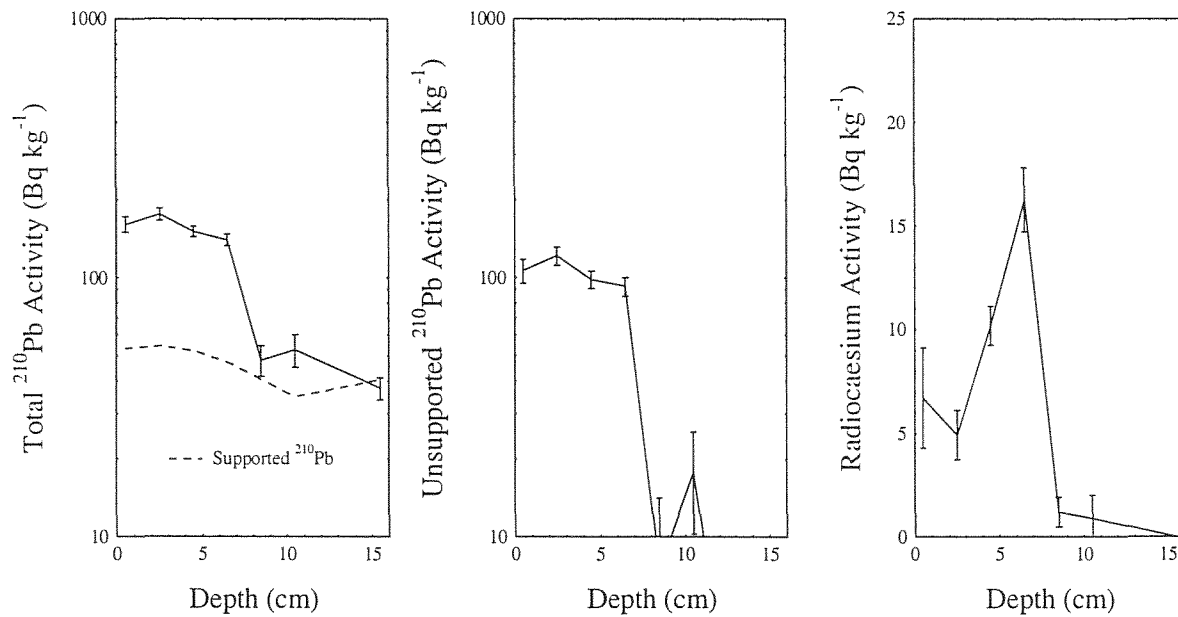 Total ²¹⁰Pb Activity (Bq kg⁻¹)
1000
100
10
0 5 10 15
Depth (cm)
Supported ²¹⁰Pb
Unsupported ²¹⁰Pb Activity (Bq kg⁻¹)
1000
100
10
0 5 10 15
Depth (cm)
Radiocaesium Activity (Bq kg⁻¹)
25
20
15
10
5
0
0 5 10 15
Depth (cm)